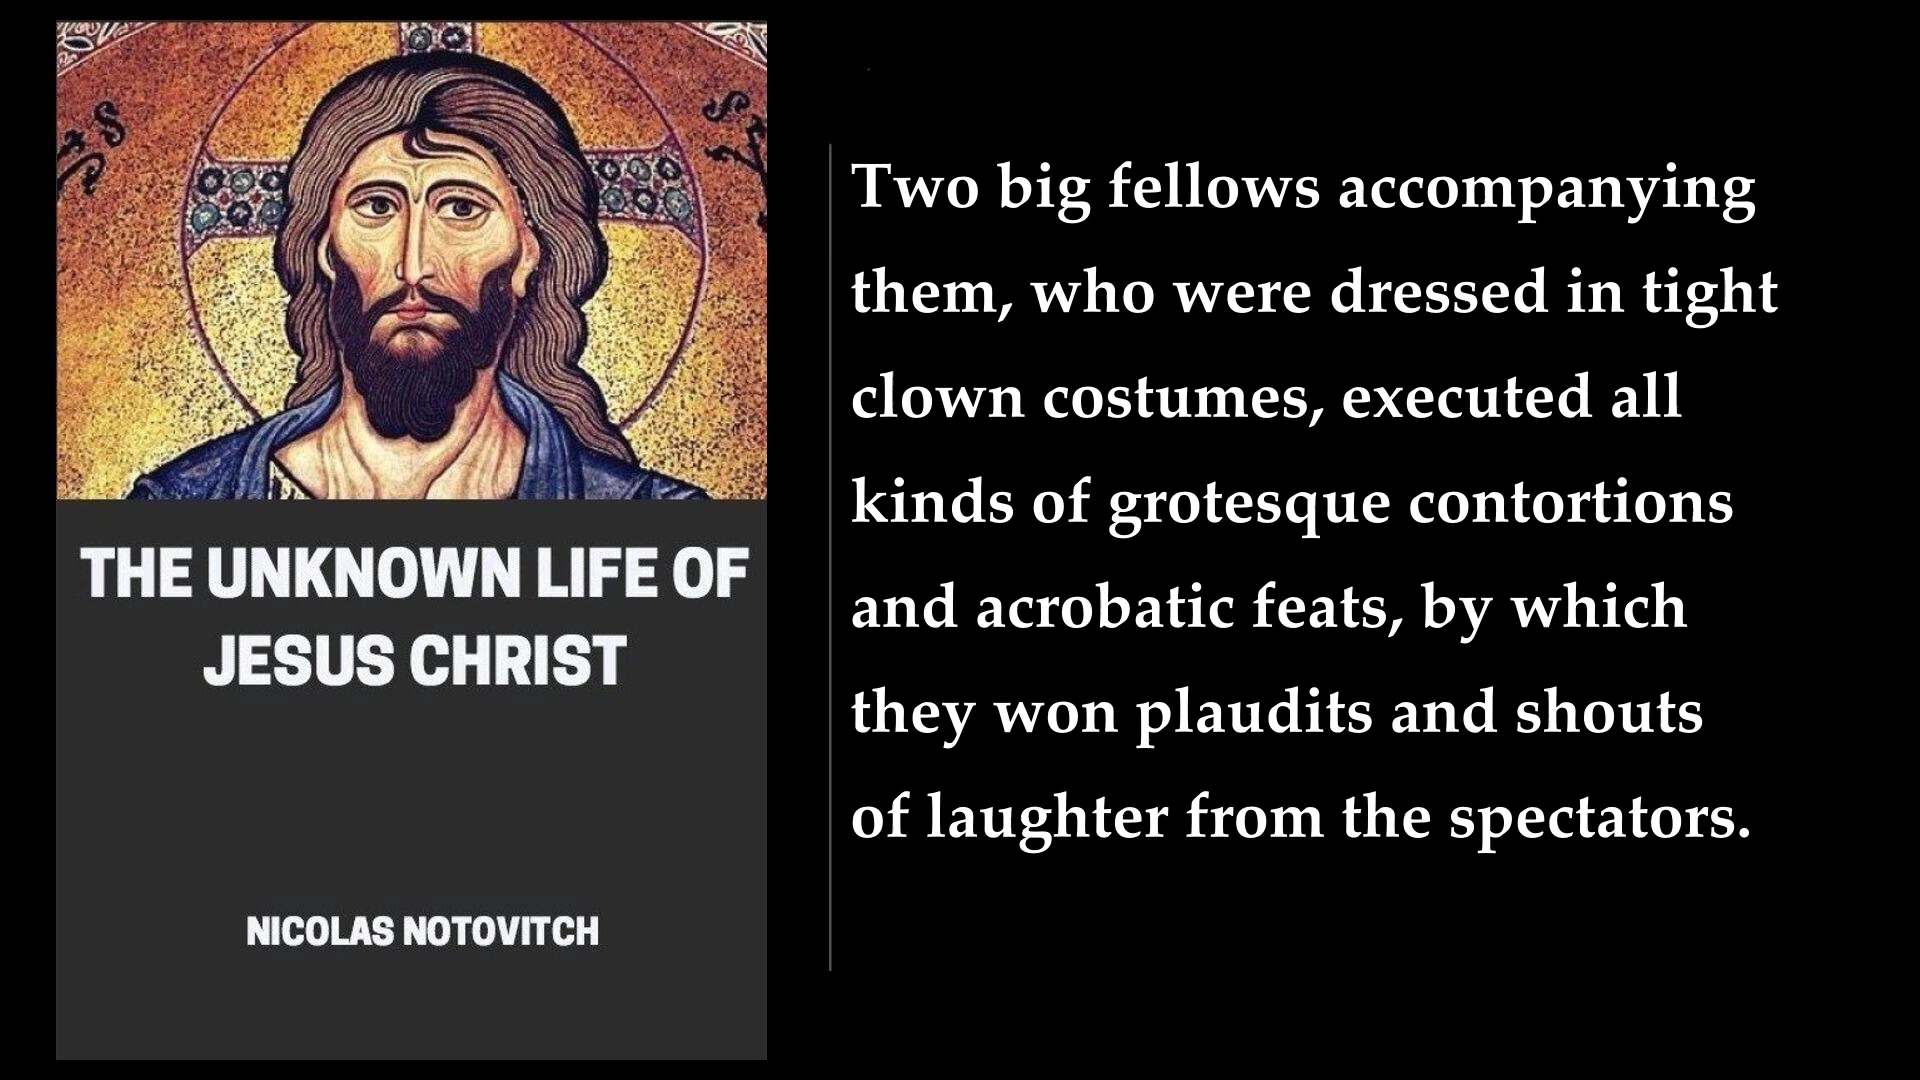 THE UNKNOWN LIFE OF
JESUS CHRIST
NICOLAS NOTOVITCH
Two big fellows accompanying
them, who were dressed in tight
clown costumes, executed all
kinds of grotesque contortions
and acrobatic feats, by which
they won plaudits and shouts
of laughter from the spectators.